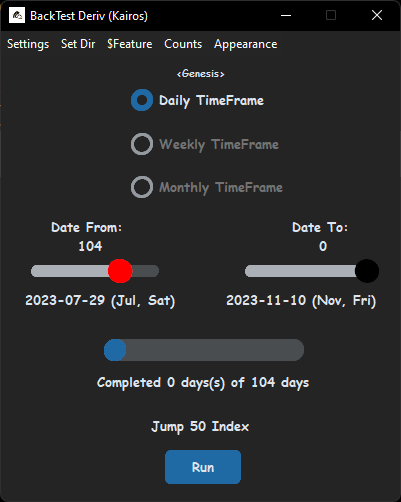 BackTest Deriv (Kairos)
Settings Set Dir $Feature Counts Appearance
<Genesis>
Daily TimeFrame
Weekly TimeFrame
Monthly TimeFrame
Date From: Date To:
104 0
2023-07-29 (Jul, Sat) 2023-11-10 (Nov, Fri)
Completed 0 days(s) of 104 days
Jump 50 Index
Run